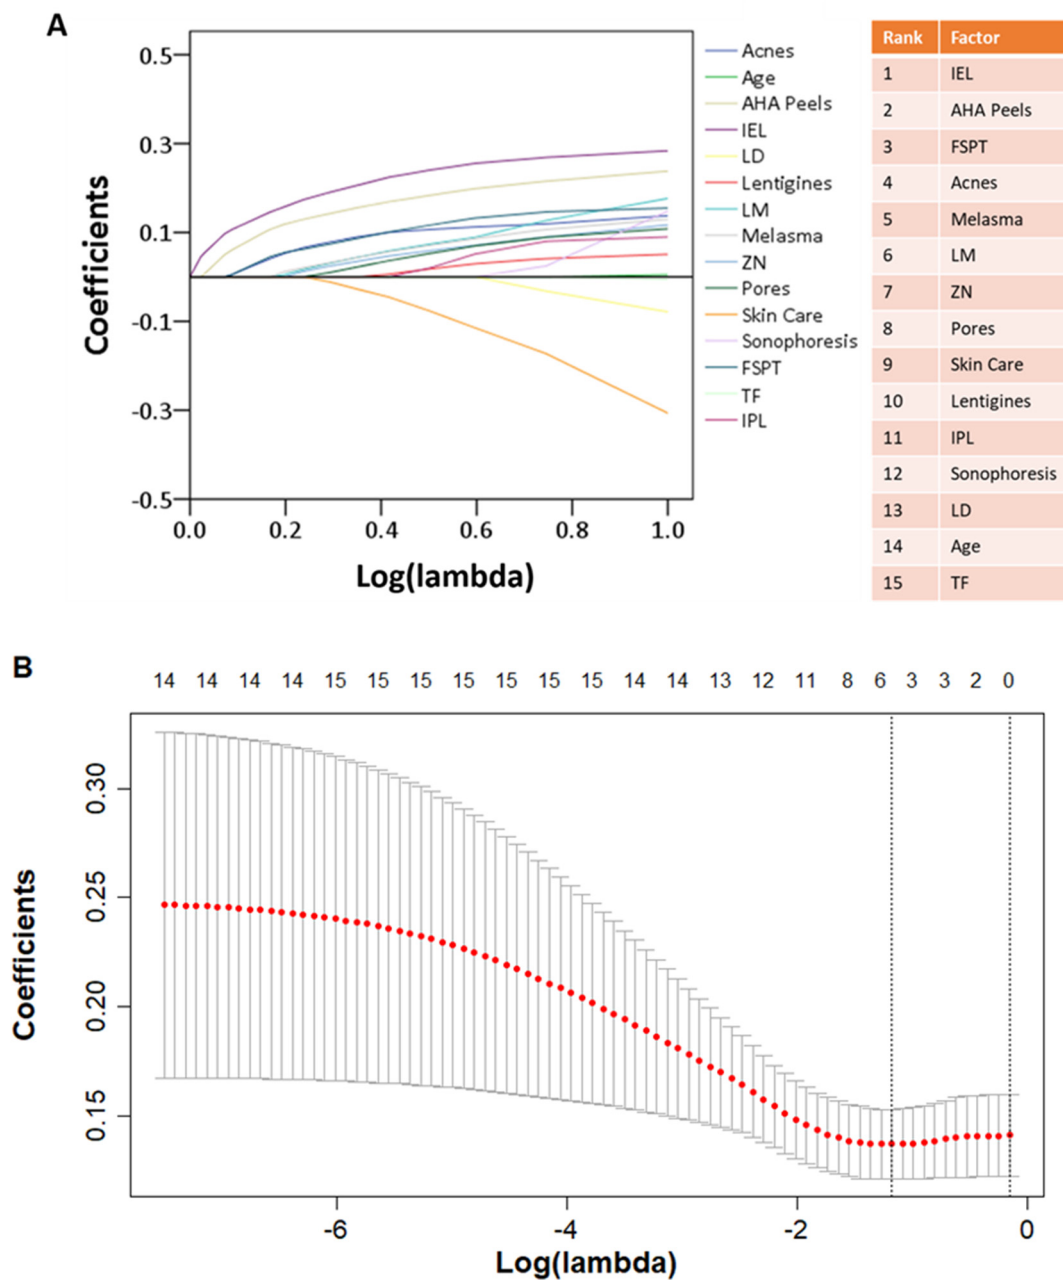 A
0.5
0.3
0.1
-0.1
-0.3
-0.5
Coefficients
0.0 0.2 0.4 0.6 0.8 1.0
Log(lambda)
Acnes
Age
AHA Peels
IEL
LD
Lentigines
LM
Melasma
ZN
Pores
Skin Care
Sonophoresis
FSPT
TF
IPL
Rank Factor
1 IEL
2 AHA Peels
3 FSPT
4 Acnes
5 Melasma
6 LM
7 ZN
8 Pores
9 Skin Care
10 Lentigines
11 IPL
12 Sonophoresis
13 LD
14 Age
15 TF
B
14 14 14 14 15 15 15 15 15 15 15 14 14 13 12 11 8 6 3 3 2 0
0.30
0.25
0.20
0.15
Coefficients
-6 -4 -2 0
Log(lambda)